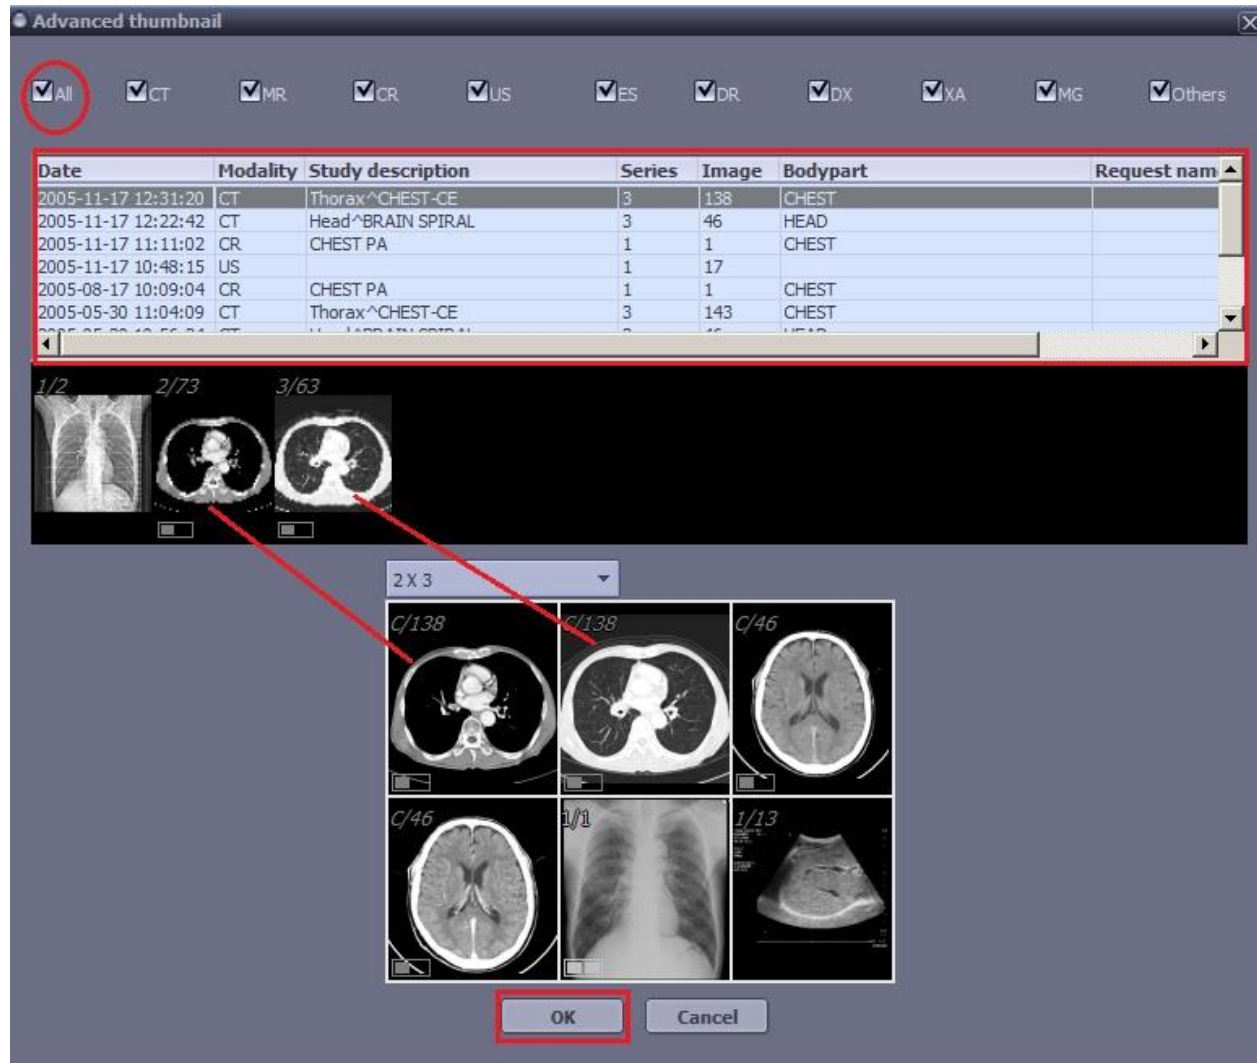 Advanced thumbnail
All CT MR CR US ES DR DX XA MG Others
Date Modality Study description Series Image Bodypart Request nam
2005-11-17 12:31:20 CT Thorax^CHEST-CE 3 138 CHEST
2005-11-17 12:22:42 CT Head^BRAIN SPIRAL 3 46 HEAD
2005-11-17 11:11:02 CR CHEST PA 1 1 CHEST
2005-11-17 10:48:15 US 1 17
2005-08-17 10:09:04 CR CHEST PA 1 1 CHEST
2005-05-30 11:04:09 CT Thorax^CHEST-CE 3 143 CHEST
1/2 2/73 3/63
2 X 3
C/138 C/138 C/46
C/46 1/1 1/13
OK Cancel